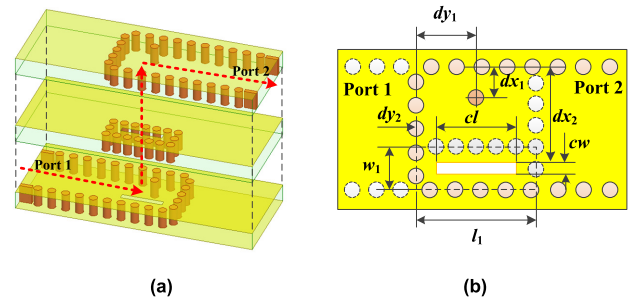 Port 2
Port 1
(a)
dy1
Port 1
dx1
Port 2
dy2
cl
dx2
cw
w1
l1
(b)